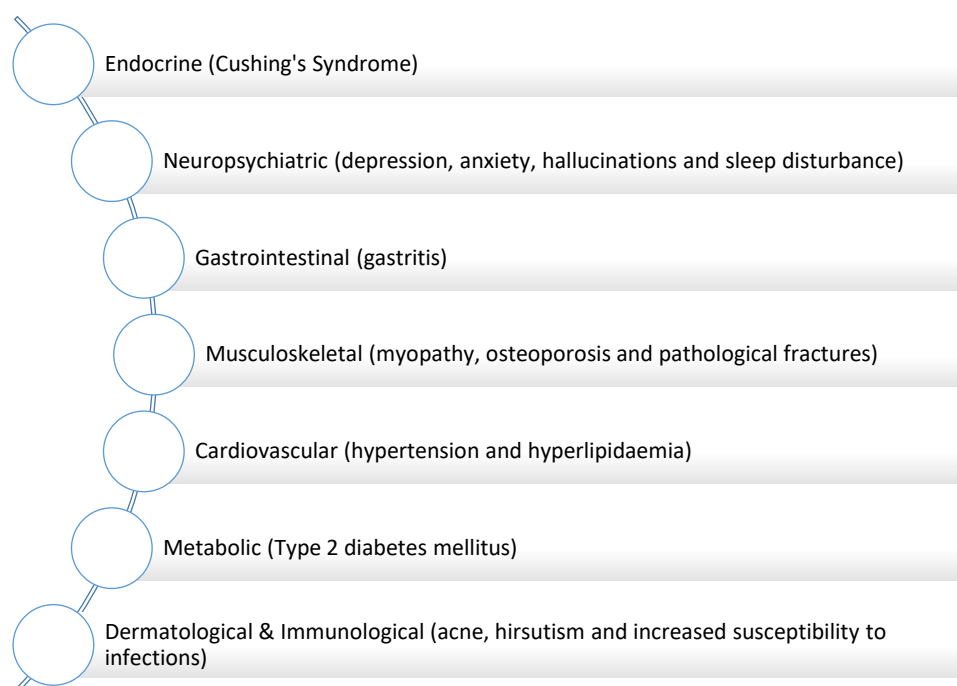 Endocrine (Cushing's Syndrome)
Neuropsychiatric (depression, anxiety, hallucinations and sleep disturbance)
Gastrointestinal (gastritis)
Musculoskeletal (myopathy, osteoporosis and pathological fractures)
Cardiovascular (hypertension and hyperlipidaemia)
Metabolic (Type 2 diabetes mellitus)
Dermatological & Immunological (acne, hirsutism and increased susceptibility to
infections)